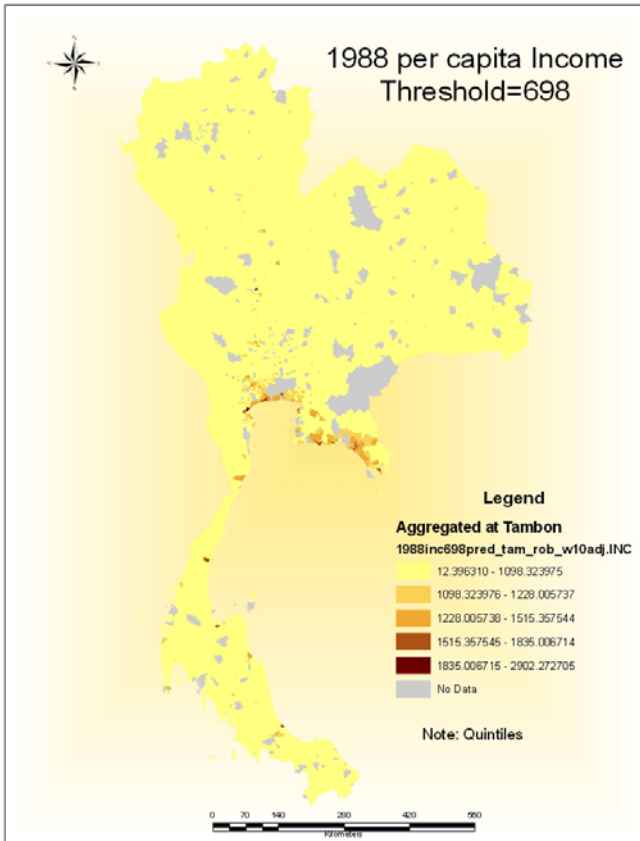 1988 per capita Income
Threshold=698
Legend
Aggregated at Tambon
1988inc698pred_tam_rob_w10adj.INC
12.396310 - 1098.323975
1098.323976 - 1228.005737
1228.005738 - 1515.357544
1515.357545 - 1835.006714
1835.006715 - 2902.272705
No Data
Note: Quintiles
0 70 140 280 420 560
Kilometers